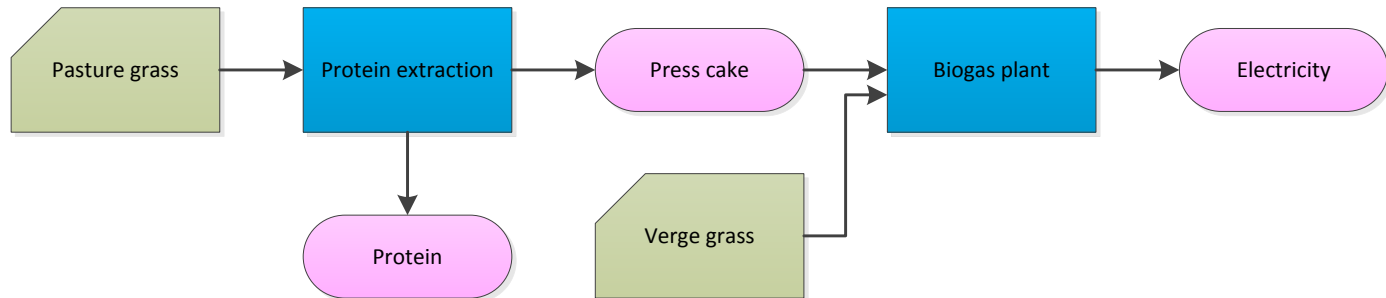 Pasture grass
Protein extraction
Press cake
Biogas plant
Electricity
Verge grass
Protein